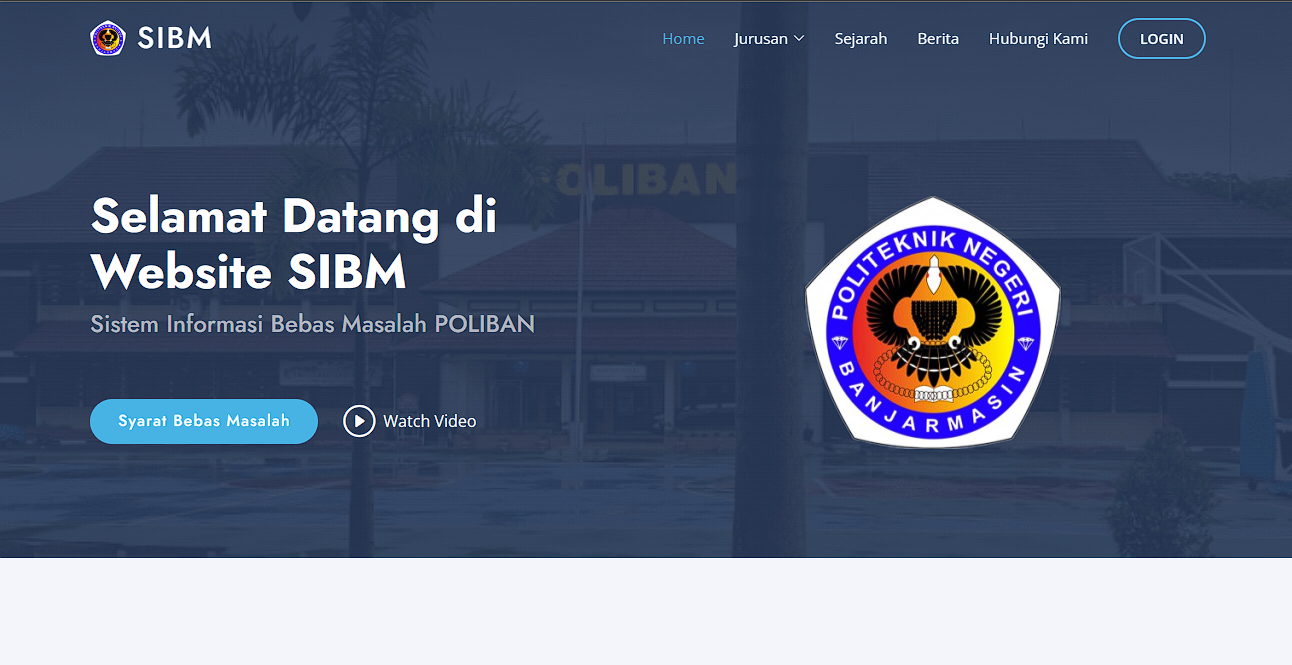 SIBM
Home
Jurusan
Sejarah
Berita
Hubungi Kami
LOGIN
OLIBAN
Selamat Datang di
Website SIBM
Sistem Informasi Bebas Masalah POLIBAN
Syarat Bebas Masalah
Watch Video
POLITEKNIK NEGERI
BANJARMASIN